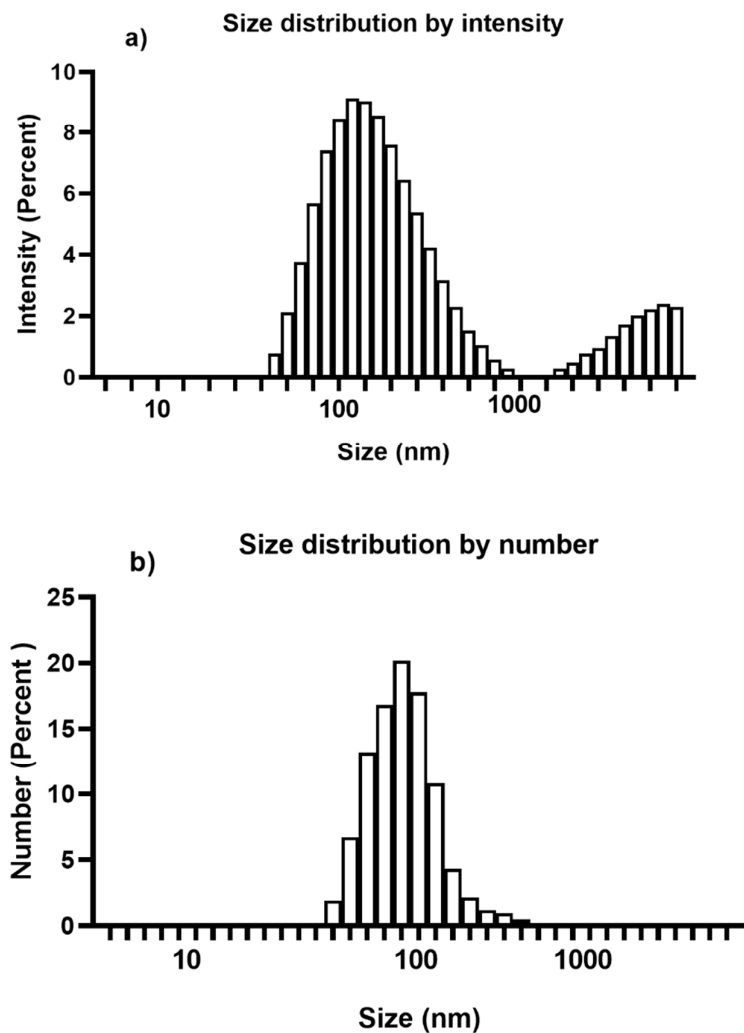 a)
Size distribution by intensity
Intensity (Percent)
10
8
6
4
2
0
10 100 1000
Size (nm)
b)
Size distribution by number
Number (Percent )
25
20
15
10
5
0
10 100 1000
Size (nm)